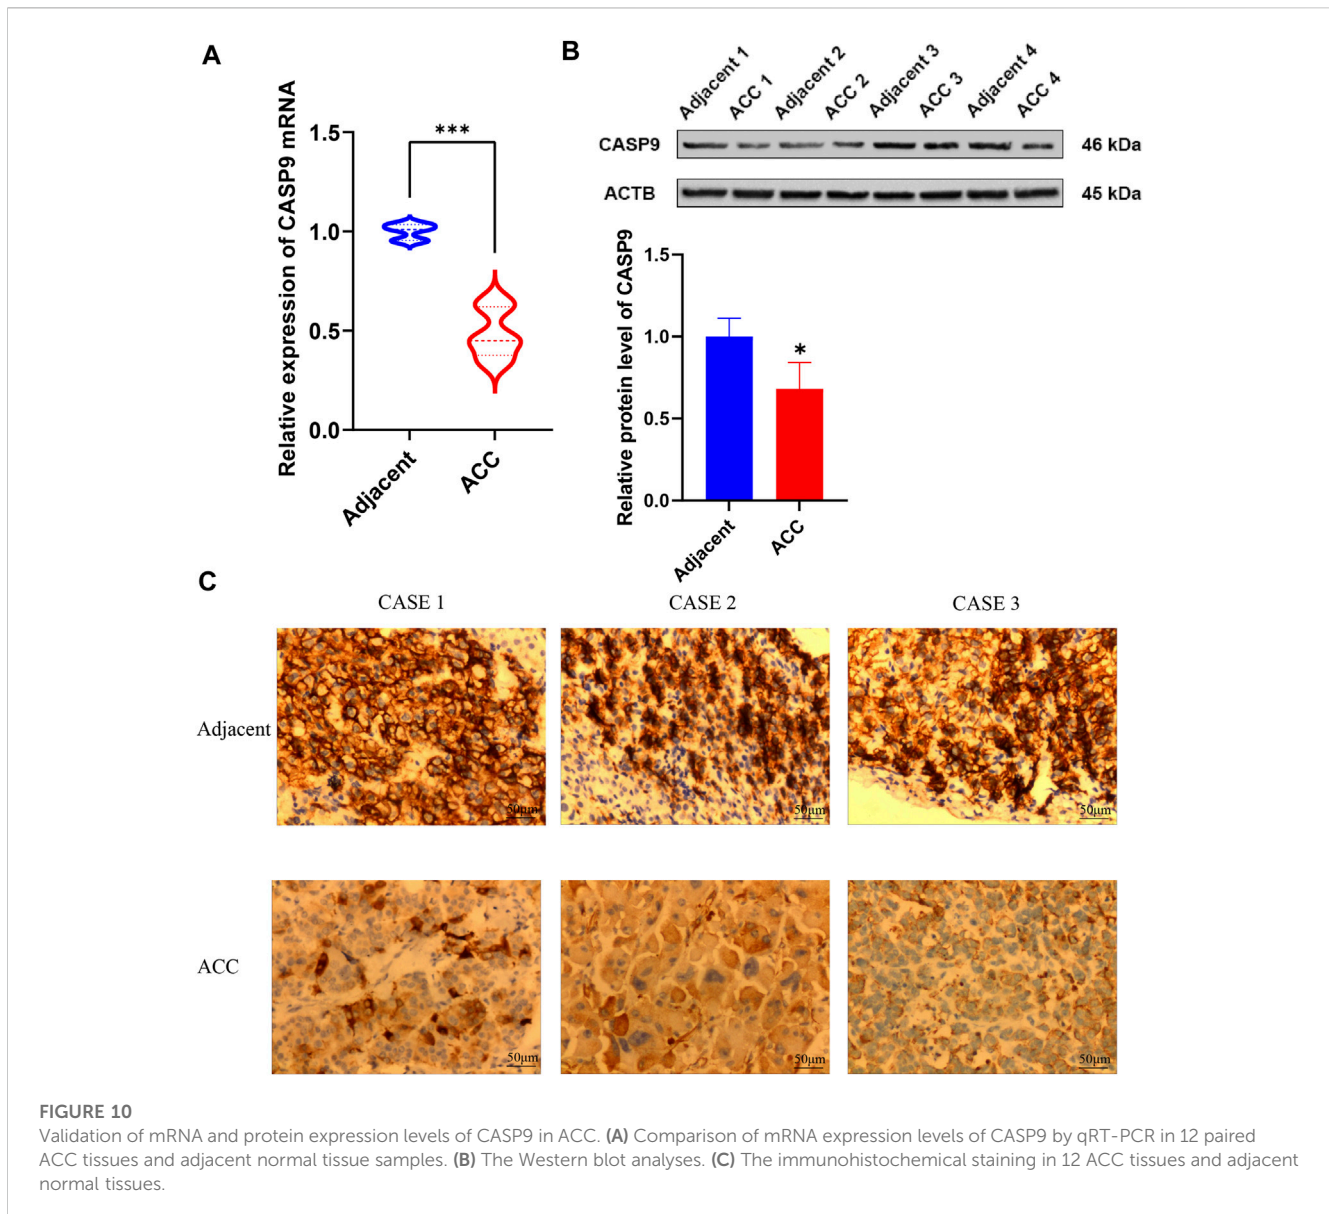 A
Relative expression of CASP9 mRNA
1.5
1.0
0.5
0.0
***
Adjacent
ACC
B
Adjacent 1
ACC 1
Adjacent 2
ACC 2
Adjacent 3
ACC 3
Adjacent 4
ACC 4
CASP9
46 kDa
ACTB
45 kDa
Relative protein level of CASP9
1.5
1.0
0.5
0.0
*
Adjacent
ACC
C
CASE 1
CASE 2
CASE 3
Adjacent
50μm
50μm
50μm
ACC
50μm
50μm
50μm
FIGURE 10
Validation of mRNA and protein expression levels of CASP9 in ACC. (A) Comparison of mRNA expression levels of CASP9 by qRT-PCR in 12 paired
ACC tissues and adjacent normal tissue samples. (B) The Western blot analyses. (C) The immunohistochemical staining in 12 ACC tissues and adjacent
normal tissues.